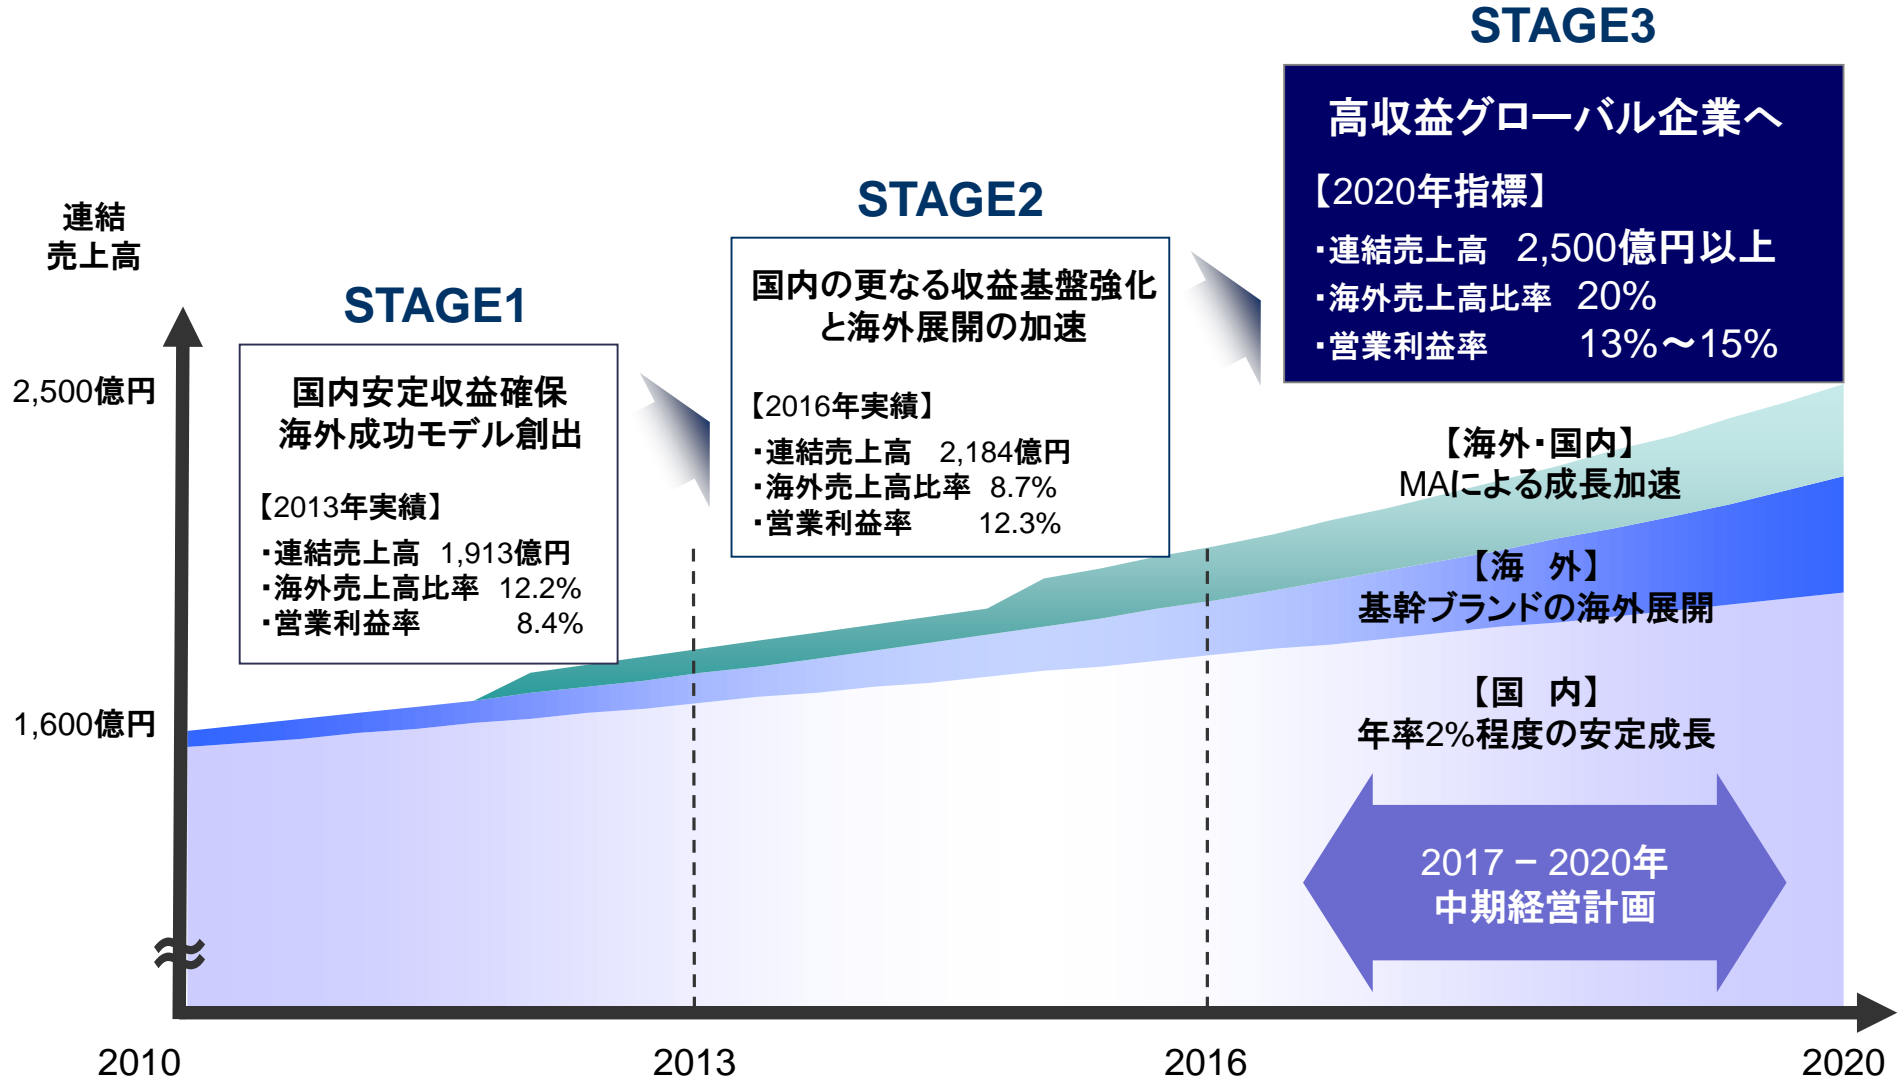 STAGE3
高収益グローバル企業へ
【2020年指標】
・連結売上高 2,500億円以上
・海外売上高比率 20%
・営業利益率 13%～15%
STAGE2
国内の更なる収益基盤強化
と海外展開の加速
【2016年実績】
・連結売上高 2,184億円
・海外売上高比率 8.7%
・営業利益率 12.3%
STAGE1
国内安定収益確保
海外成功モデル創出
【2013年実績】
・連結売上高 1,913億円
・海外売上高比率 12.2%
・営業利益率 8.4%
連結
売上高
2,500億円
1,600億円
【海外・国内】
MAによる成長加速
【海　外】
基幹ブランドの海外展開
【国　内】
年率2%程度の安定成長
2017 − 2020年
中期経営計画
2010
2013
2016
2020